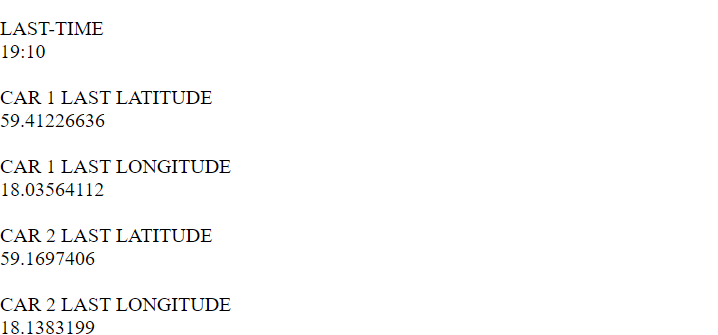 LAST-TIME
19:10
CAR 1 LAST LATITUDE
59.41226636
CAR 1 LAST LONGITUDE
18.03564112
CAR 2 LAST LATITUDE
59.1697406
CAR 2 LAST LONGITUDE
18.1383199